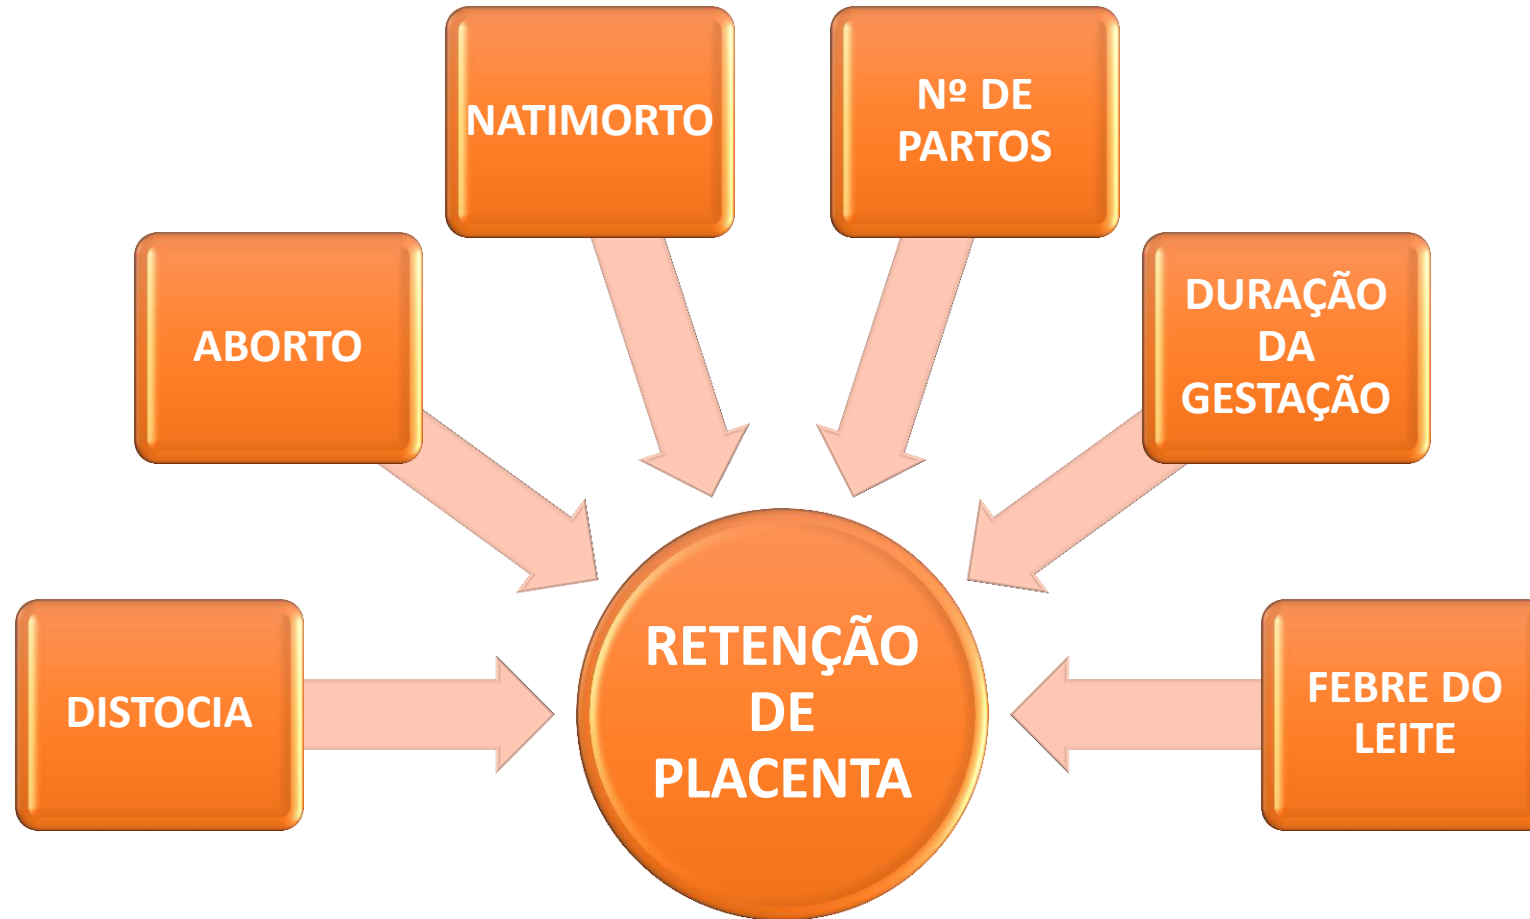 NATIMORTO
Nº DE
PARTOS
ABORTO
DURAÇÃO
DA
GESTAÇÃO
DISTOCIA
RETENÇÃO
DE
PLACENTA
FEBRE DO
LEITE